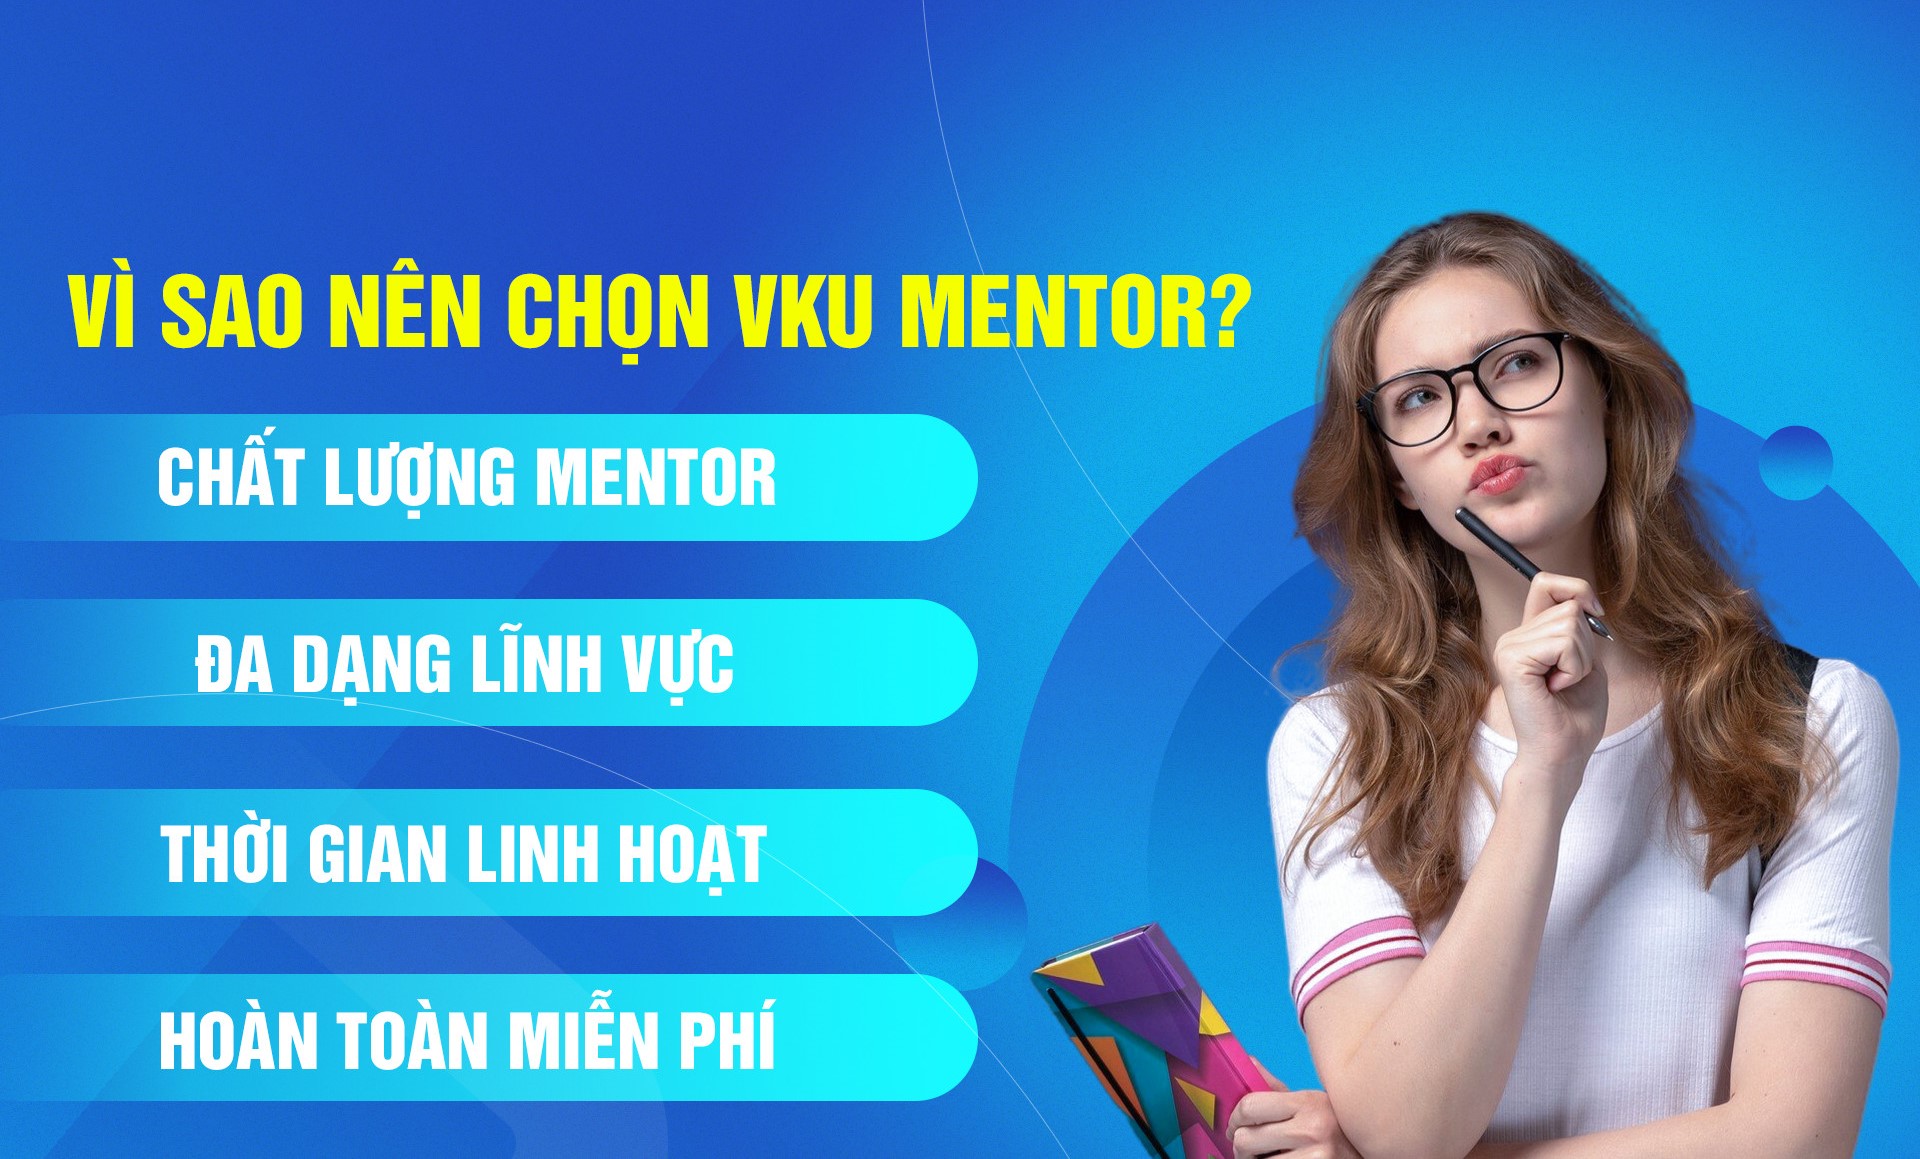 VÌ SAO NÊN CHỌN VKU MENTOR?
CHẤT LƯỢNG MENTOR
ĐA DẠNG LĨNH VỰC
THỜI GIAN LINH HOẠT
HOÀN TOÀN MIỄN PHÍ